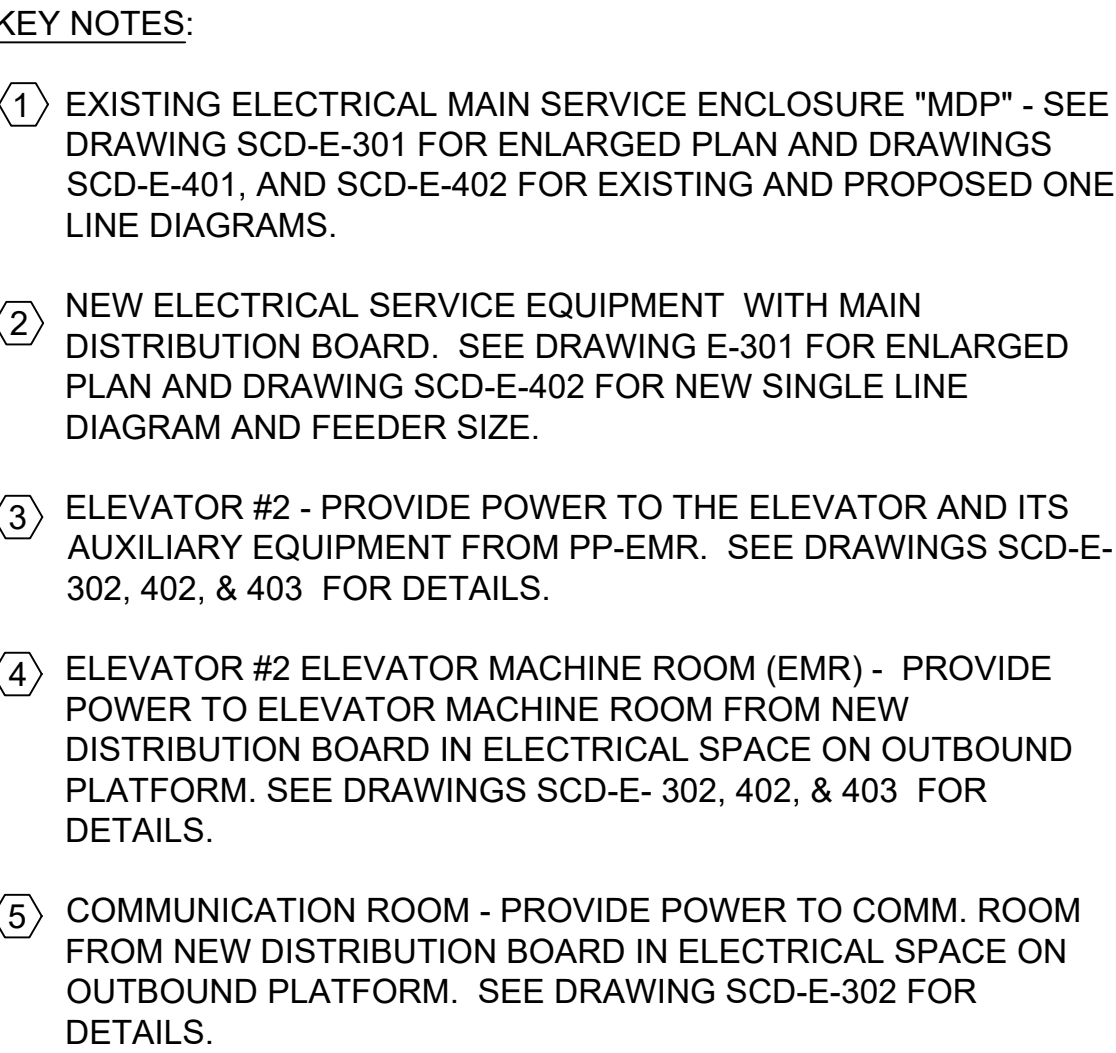 KEY NOTES:
1 EXISTING ELECTRICAL MAIN SERVICE ENCLOSURE "MDP" - SEE
DRAWING SCD-E-301 FOR ENLARGED PLAN AND DRAWINGS
SCD-E-401, AND SCD-E-402 FOR EXISTING AND PROPOSED ONE
LINE DIAGRAMS.
2 NEW ELECTRICAL SERVICE EQUIPMENT WITH MAIN
DISTRIBUTION BOARD. SEE DRAWING E-301 FOR ENLARGED
PLAN AND DRAWING SCD-E-402 FOR NEW SINGLE LINE
DIAGRAM AND FEEDER SIZE.
3 ELEVATOR #2 - PROVIDE POWER TO THE ELEVATOR AND ITS
AUXILIARY EQUIPMENT FROM PP-EMR. SEE DRAWINGS SCD-E-
302, 402, & 403 FOR DETAILS.
4 ELEVATOR #2 ELEVATOR MACHINE ROOM (EMR) - PROVIDE
POWER TO ELEVATOR MACHINE ROOM FROM NEW
DISTRIBUTION BOARD IN ELECTRICAL SPACE ON OUTBOUND
PLATFORM. SEE DRAWINGS SCD-E- 302, 402, & 403 FOR
DETAILS.
5 COMMUNICATION ROOM - PROVIDE POWER TO COMM. ROOM
FROM NEW DISTRIBUTION BOARD IN ELECTRICAL SPACE ON
OUTBOUND PLATFORM. SEE DRAWING SCD-E-302 FOR
DETAILS.